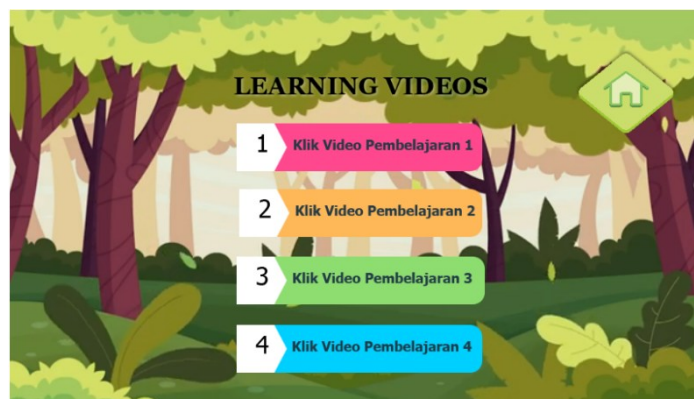 LEARNING VIDEOS
1 Klik Video Pembelajaran 1
2 Klik Video Pembelajaran 2
3 Klik Video Pembelajaran 3
4 Klik Video Pembelajaran 4